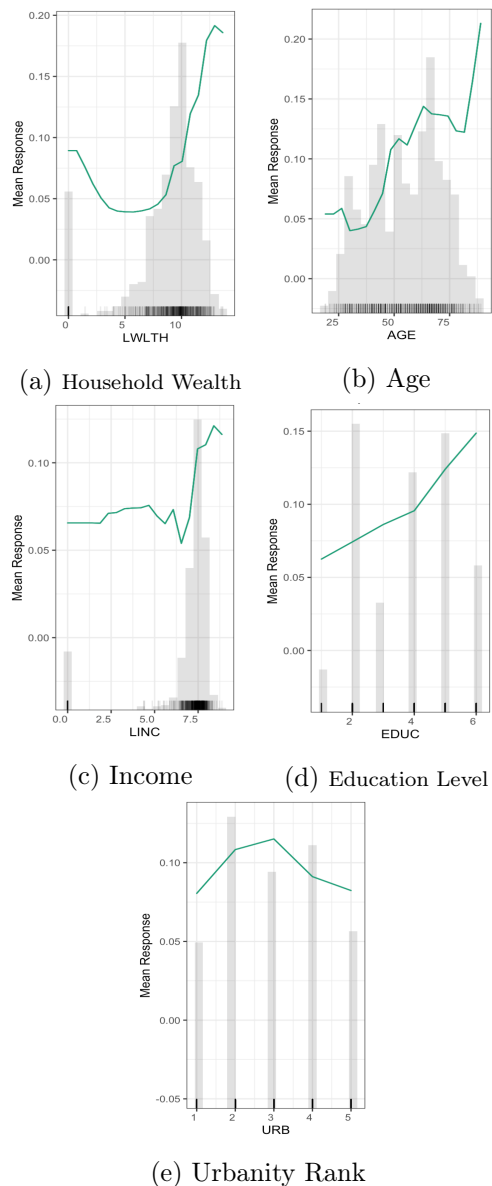 0.20
0.15
0.10
0.05
0.00
Mean Response
0 5 10
LWLTH
(a) Household Wealth
0.20
0.15
0.10
0.05
0.00
Mean Response
25 50 75
AGE
(b) Age
0.10
0.05
0.00
Mean Response
0.0 2.5 5.0 7.5
LINC
(c) Income
0.15
0.10
0.05
0.00
Mean Response
2 4 6
EDUC
(d) Education Level
0.10
0.05
0.00
-0.05
Mean Response
1 2 3 4 5
URB
(e) Urbanity Rank